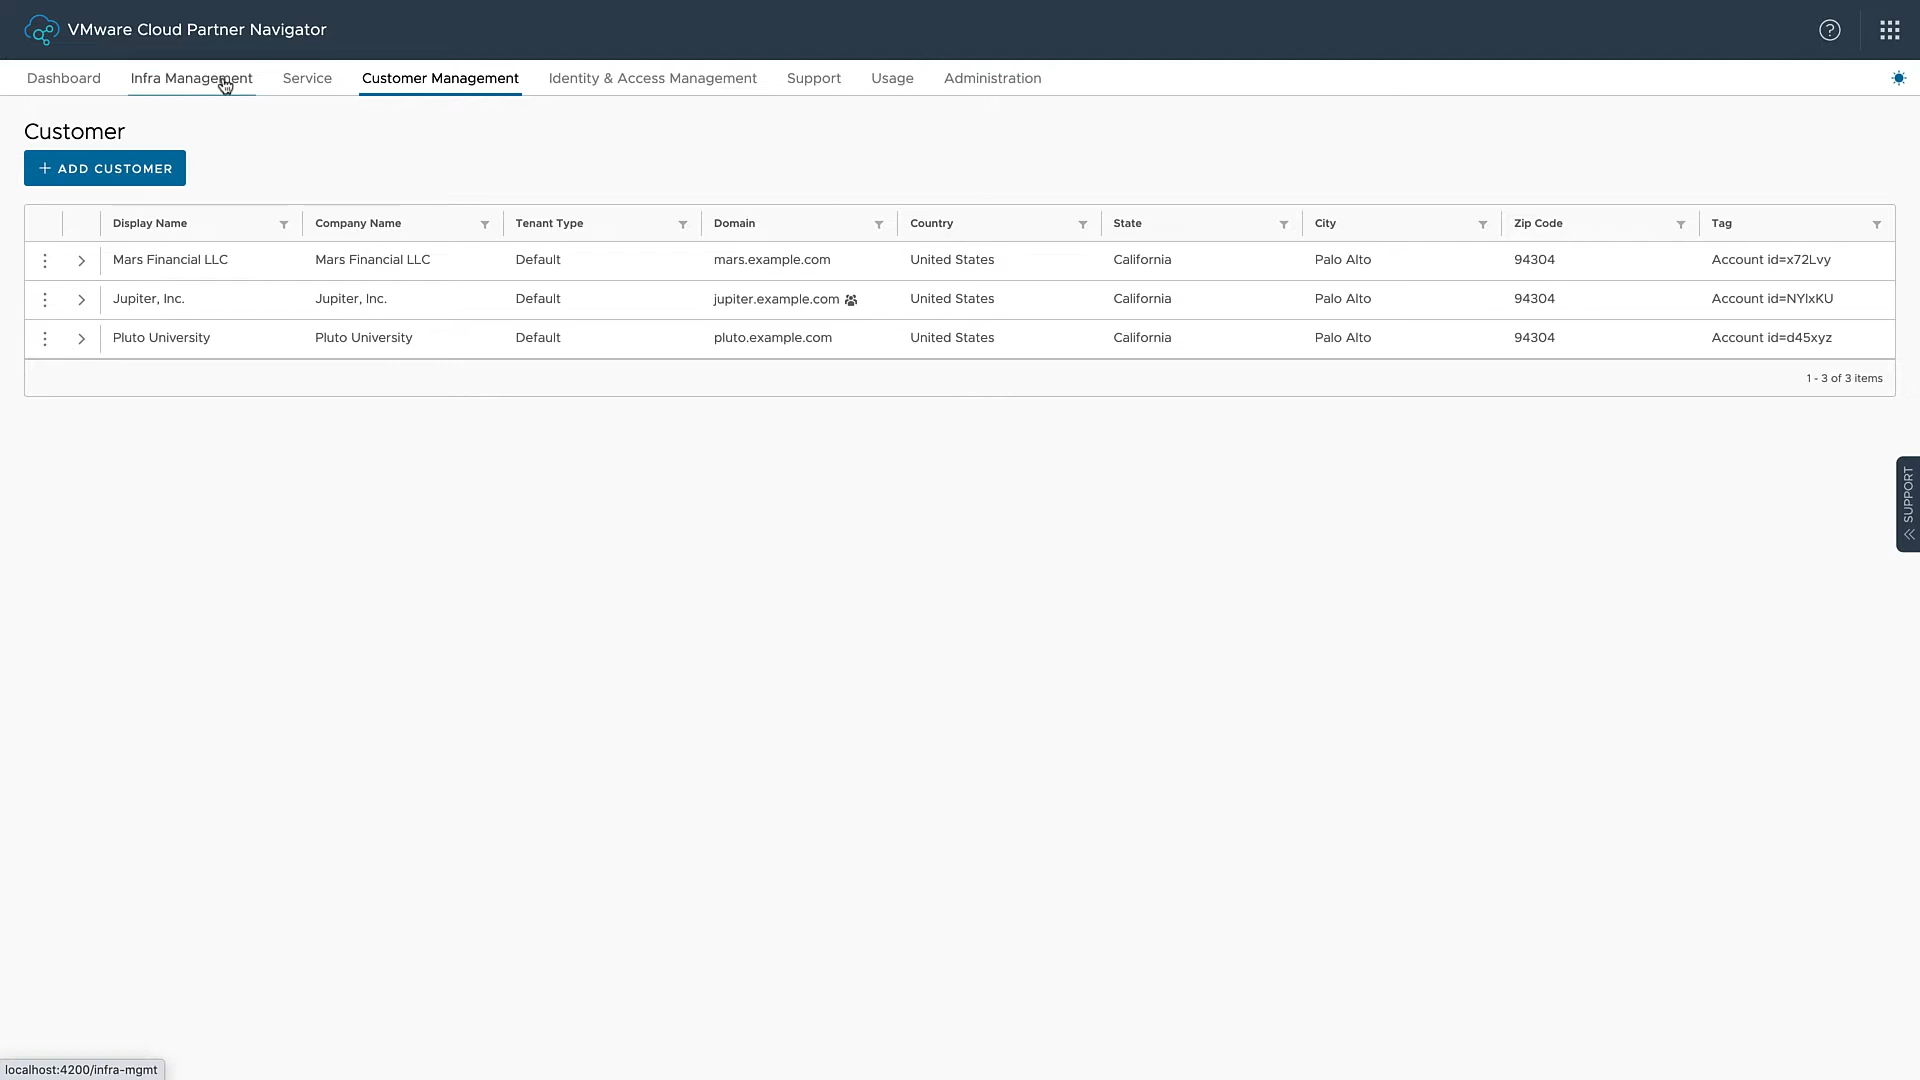 VMware Cloud Partner Navigator
Dashboard Infra Management Service Customer Management Identity & Access Management Support Usage Administration
Customer
+ ADD CUSTOMER
Display Name Company Name Tenant Type Domain Country State City Zip Code Tag
Mars Financial LLC Mars Financial LLC Default mars.example.com United States California Palo Alto 94304 Account id=x72Lvy
Jupiter, Inc. Jupiter, Inc. Default jupiter.example.com United States California Palo Alto 94304 Account id=NYlxKU
Pluto University Pluto University Default pluto.example.com United States California Palo Alto 94304 Account id=d45xyz
1 - 3 of 3 items
SUPPORT
localhost:4200/infra-mgmt